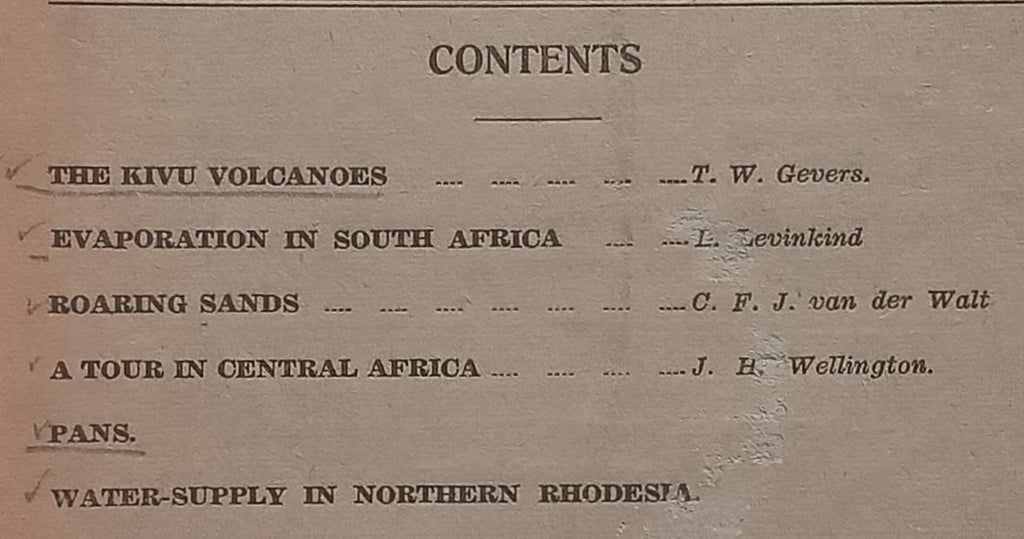 CONTENTS
THE KIVU VOLCANOES .... .... .... .... .... T. W. Gevers.
EVAPORATION IN SOUTH AFRICA .... .... L. Levinkind
ROARING SANDS .... .... .... .... .... .... .... C. F. J. van der Walt
A TOUR IN CENTRAL AFRICA .... .... .... .... J. H. Wellington.
PANS.
WATER-SUPPLY IN NORTHERN RHODESIA.